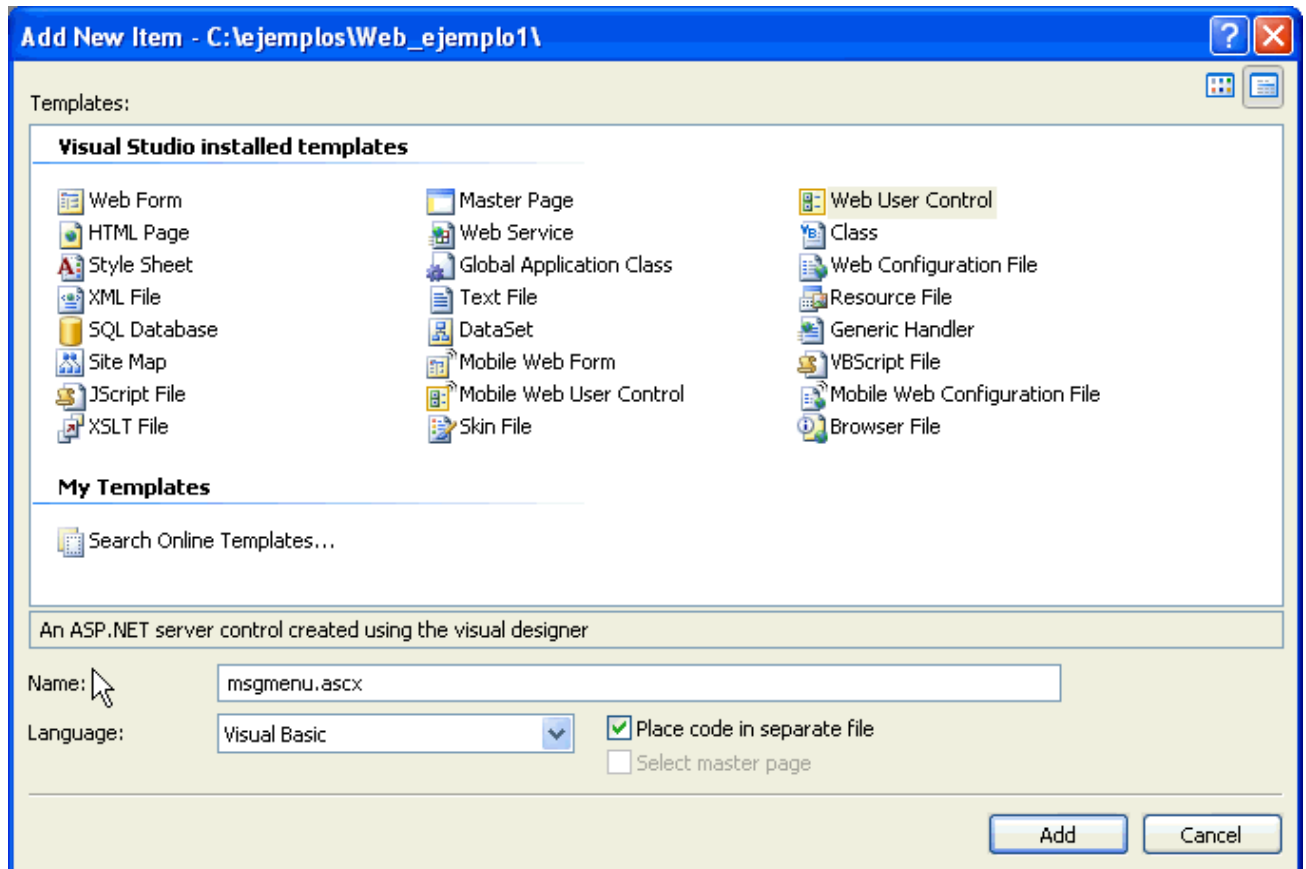 Add New Item - C:\ejemplos\Web_ejemplo1\
Templates:
Visual Studio installed templates
Web Form Master Page Web User Control
HTML Page Web Service Class
Style Sheet Global Application Class Web Configuration File
XML File Text File Resource File
SQL Database DataSet Generic Handler
Site Map Mobile Web Form VBScript File
JScript File Mobile Web User Control Mobile Web Configuration File
XSLT File Skin File Browser File
My Templates
Search Online Templates...
An ASP.NET server control created using the visual designer
Name: msgmenu.ascx
Language: Visual Basic Place code in separate file
Select master page
Add Cancel